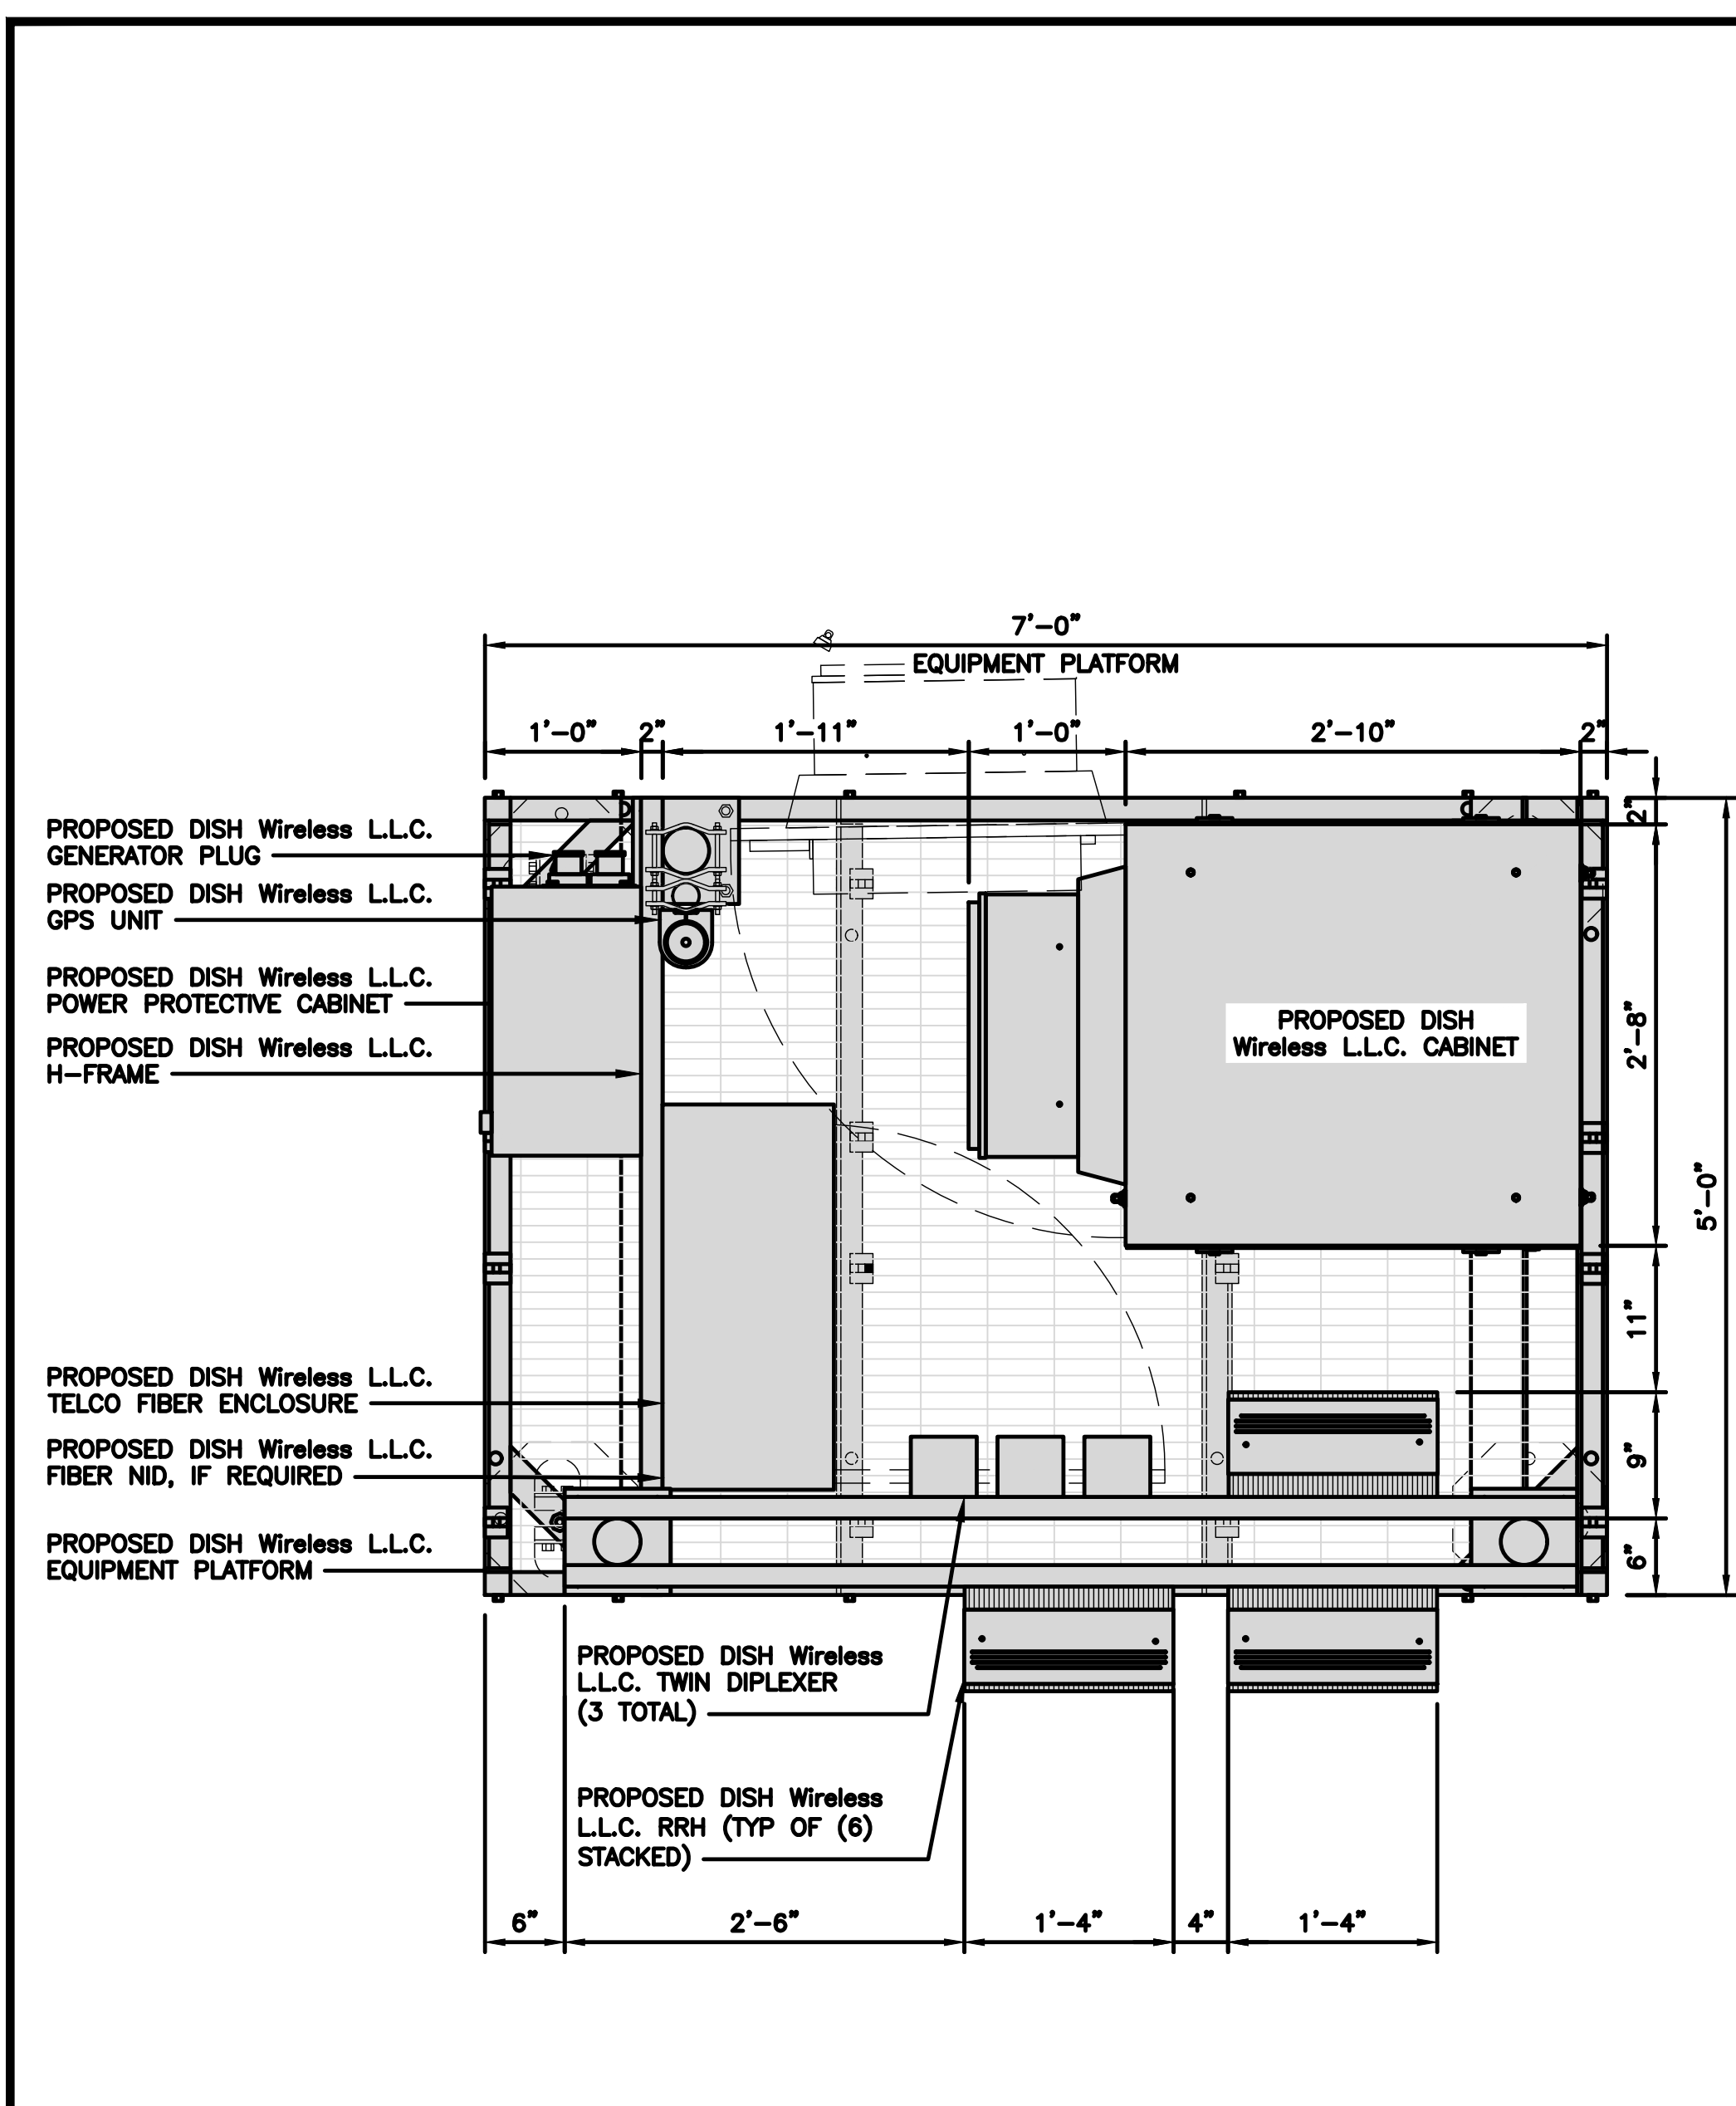 7'-0"
EQUIPMENT PLATFORM
1'-0"
2"
1'-11"
1'-0"
2'-10"
2"
2"
PROPOSED DISH Wireless L.L.C.
GENERATOR PLUG
PROPOSED DISH Wireless L.L.C.
GPS UNIT
PROPOSED DISH Wireless L.L.C.
POWER PROTECTIVE CABINET
PROPOSED DISH Wireless L.L.C.
H-FRAME
PROPOSED DISH
Wireless L.L.C. CABINET
2'-8"
5'-0"
11"
PROPOSED DISH Wireless L.L.C.
TELCO FIBER ENCLOSURE
PROPOSED DISH Wireless L.L.C.
FIBER NID, IF REQUIRED
9"
PROPOSED DISH Wireless L.L.C.
EQUIPMENT PLATFORM
6"
PROPOSED DISH Wireless
L.L.C. TWIN DIPLEXER
(3 TOTAL)
PROPOSED DISH Wireless
L.L.C. RRH (TYP OF (6)
STACKED)
6"
2'-6"
1'-4"
4"
1'-4"